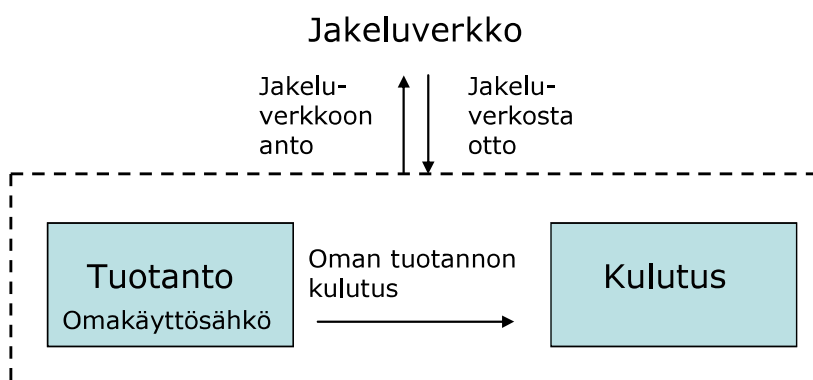 Jakeluverkko
Jakelu-
verkkoon
anto
Jakelu-
verkosta
otto
Tuotanto
Omakäyttösähkö
Oman tuotannon
kulutus
Kulutus